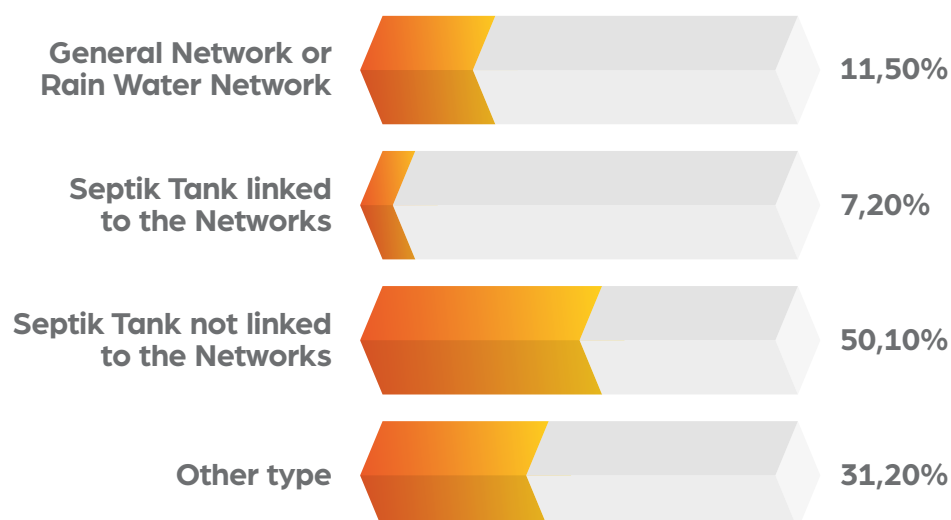 General Network or
Rain Water Network
11,50%
Septik Tank linked
to the Networks
7,20%
Septik Tank not linked
to the Networks
50,10%
Other type
31,20%